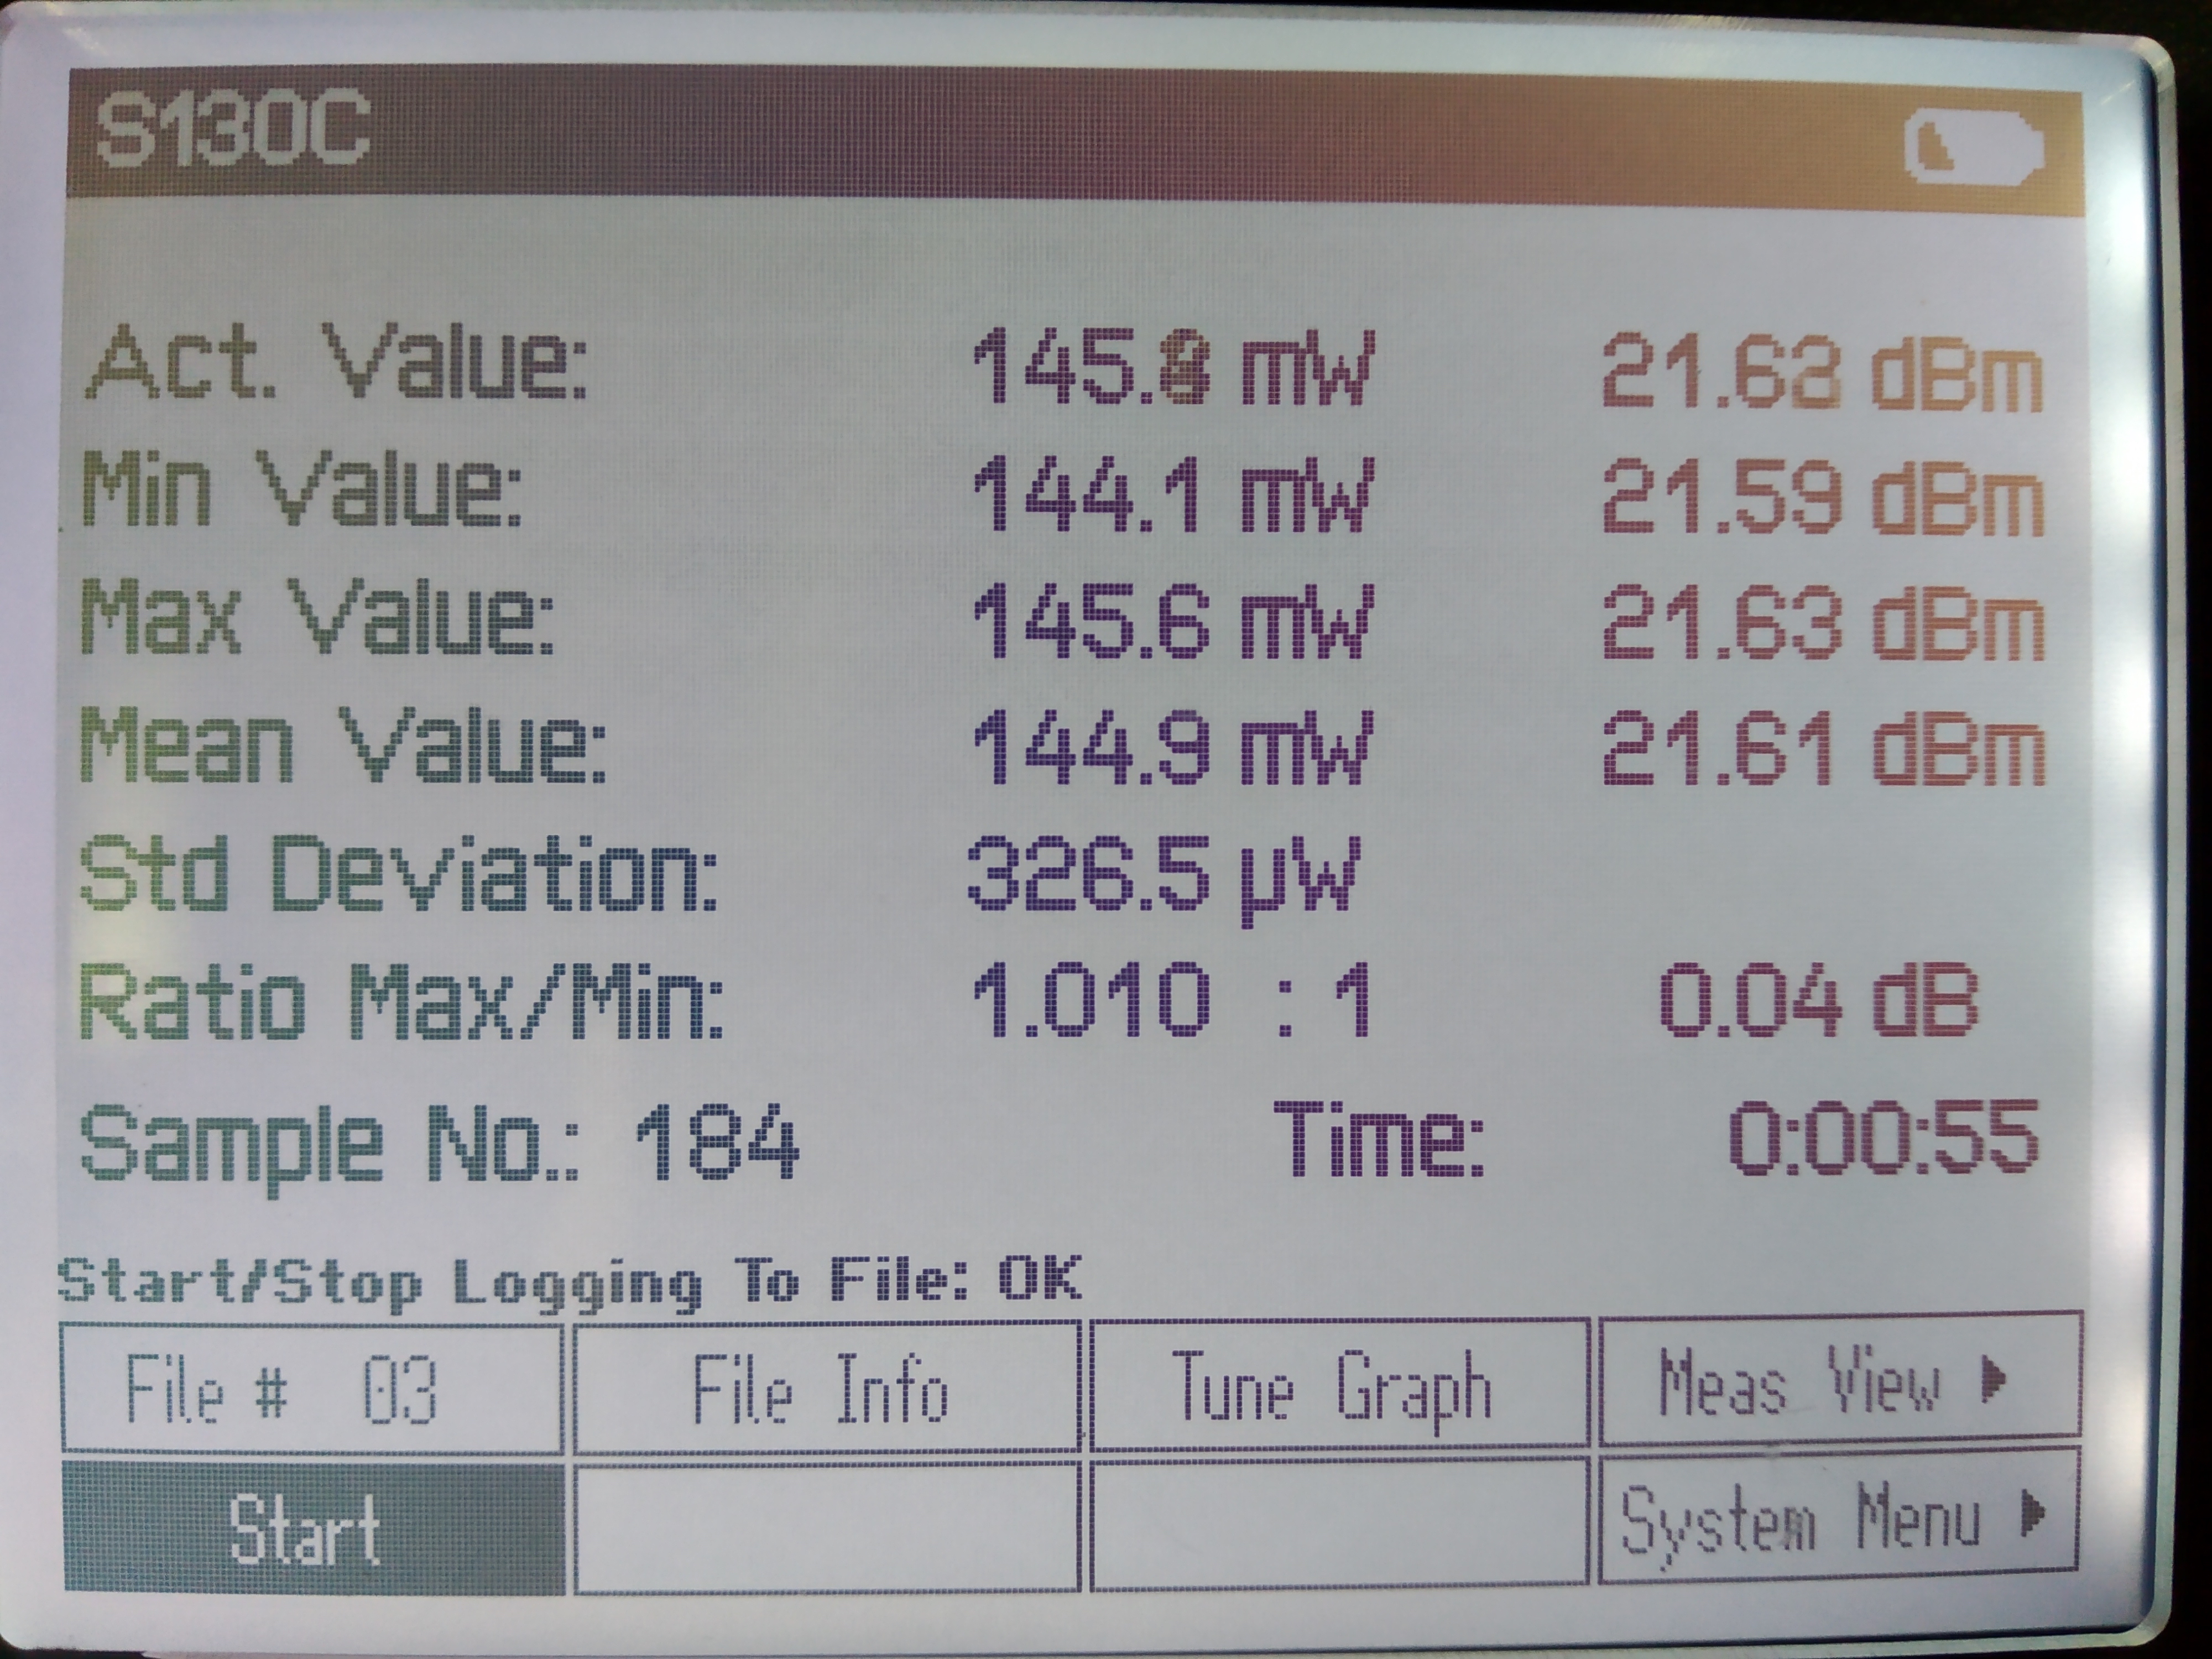 S130C
Act. Value: mW dBm
Min Value: 144.1 mW 21.59 dBm
Max Value: 145.6 mW 21.63 dBm
Mean Value: 144.9 mW 21.61 dBm
Std Deviation: 326.5 µW
Ratio Max/Min: 1.010 : 1 0.04 dB
Sample No.: 184 Time: 0:00:55
Start/Stop Logging To File: OK
File # 03 File Info Tune Graph Meas View ▶
Start System Menu ▶